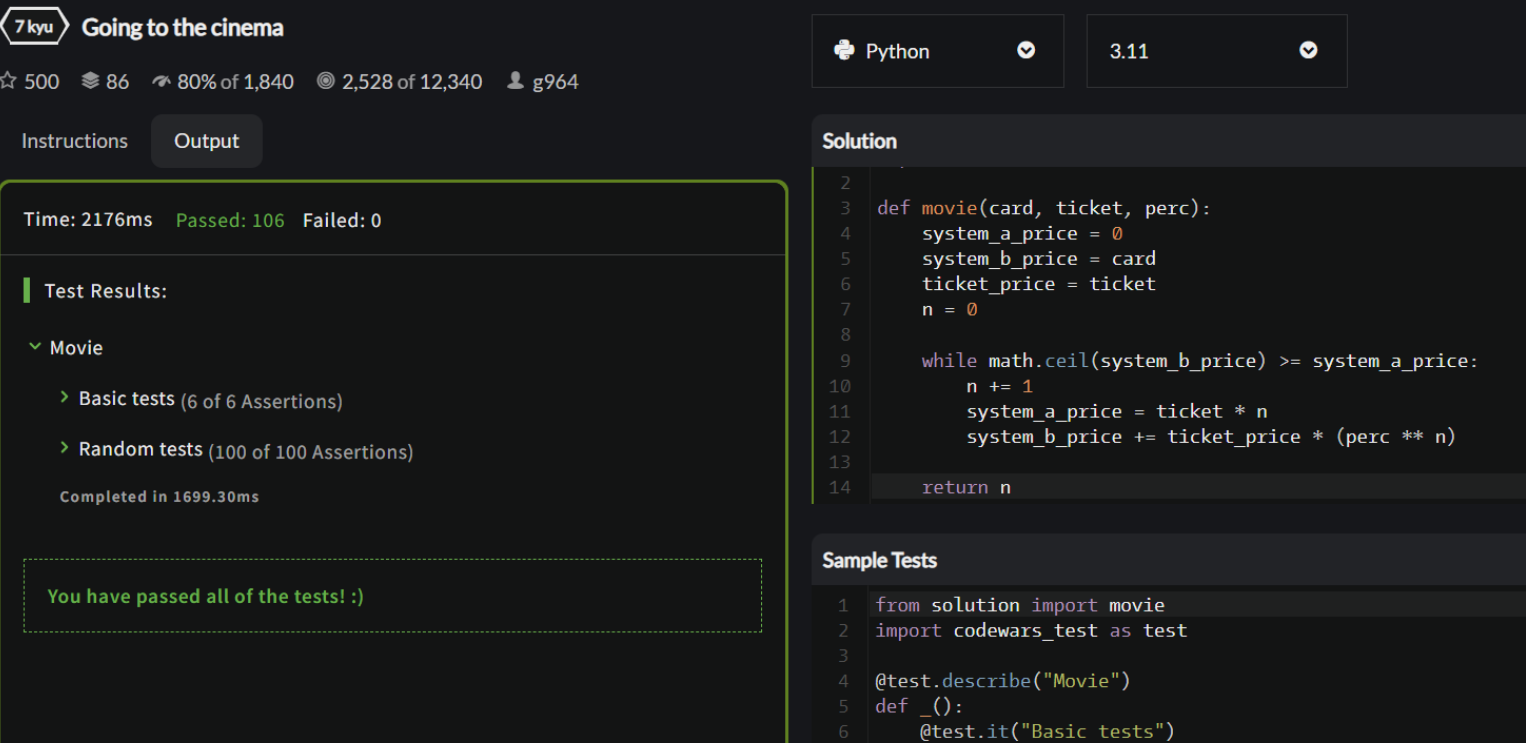 7 kyu Going to the cinema
500 86 80% of 1,840 2,528 of 12,340 g964
Instructions Output
Time: 2176ms Passed: 106 Failed: 0
Test Results:
Movie
Basic tests (6 of 6 Assertions)
Random tests (100 of 100 Assertions)
Completed in 1699.30ms
You have passed all of the tests! :)
Python 3.11
Solution
2
3 def movie(card, ticket, perc):
4     system_a_price = 0
5     system_b_price = card
6     ticket_price = ticket
7     n = 0
8
9     while math.ceil(system_b_price) >= system_a_price:
10         n += 1
11         system_a_price = ticket * n
12         system_b_price += ticket_price * (perc ** n)
13
14     return n
Sample Tests
1 from solution import movie
2 import codewars_test as test
3
4 @test.describe("Movie")
5 def _():
6     @test.it("Basic tests")